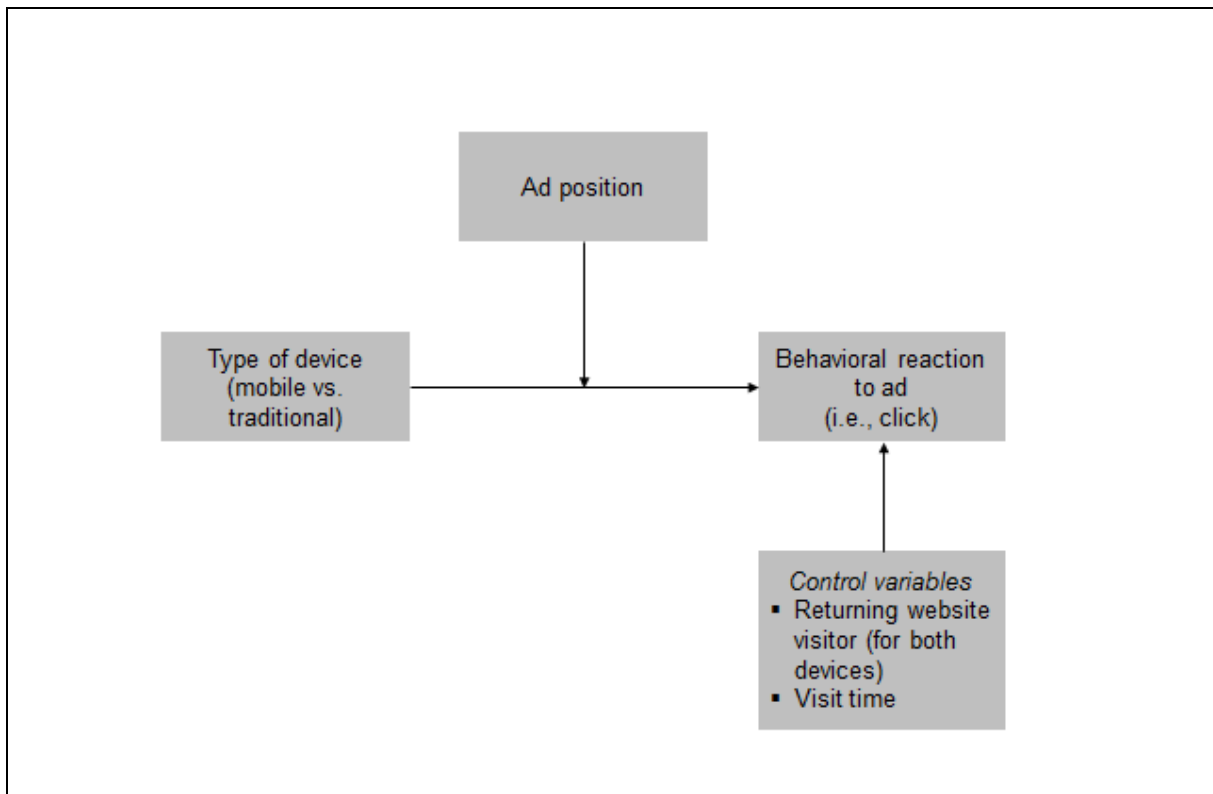 Ad position
Type of device
(mobile vs.
traditional)
Behavioral reaction
to ad
(i.e., click)
Control variables
▪ Returning website
visitor (for both
devices)
▪ Visit time